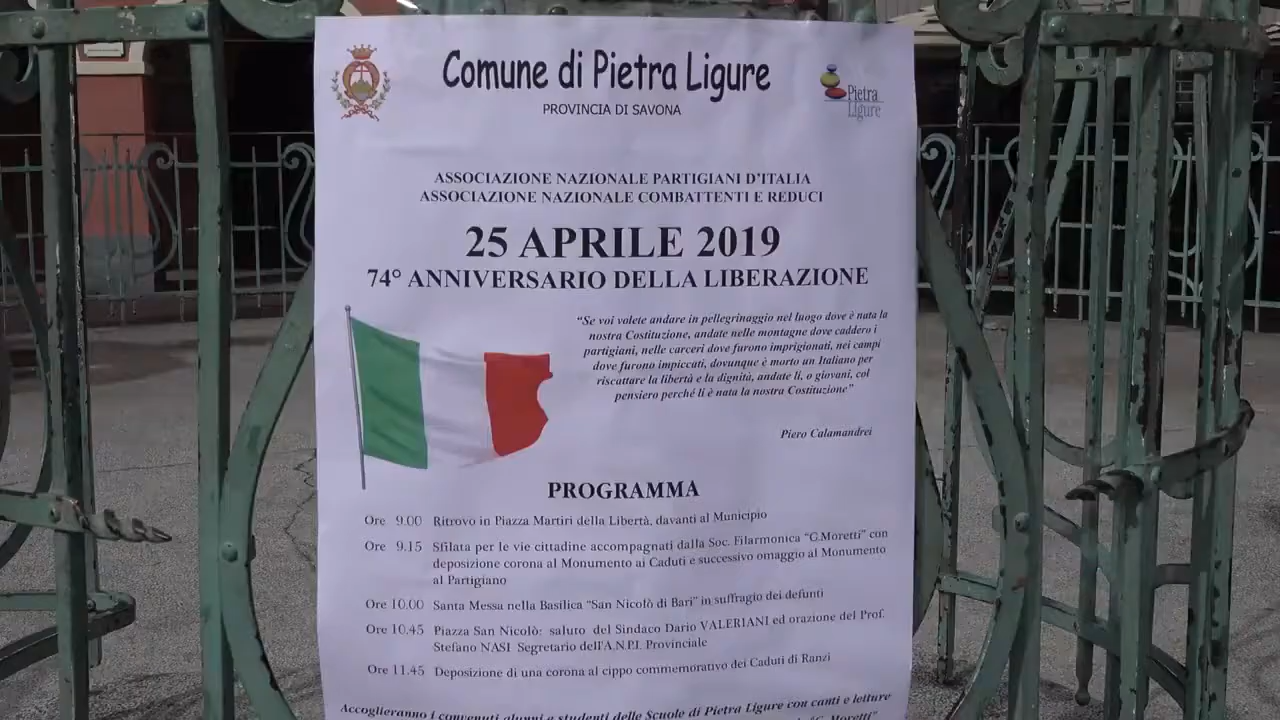 Comune di Pietra Ligure
PROVINCIA DI SAVONA
Pietra
Ligure
ASSOCIAZIONE NAZIONALE PARTIGIANI D'ITALIA
ASSOCIAZIONE NAZIONALE COMBATTENTI E REDUCI
25 APRILE 2019
74° ANNIVERSARIO DELLA LIBERAZIONE
“Se voi volete andare in pellegrinaggio nel luogo dove è nata la
nostra Costituzione, andate nelle montagne dove caddero i
partigiani, nelle carceri dove furono imprigionati, nei campi
dove furono impiccati, dovunque è morto un Italiano per
riscattare la libertà e la dignità, andate lì, o giovani, col
pensiero perché lì è nata la nostra Costituzione”
Piero Calamandrei
PROGRAMMA
Ore 9.00 Ritrovo in Piazza Martiri della Libertà, davanti al Municipio
Ore 9.15 Sfilata per le vie cittadine accompagnati dalla Soc. Filarmonica “G.Moretti” con
deposizione corona al Monumento ai Caduti e successivo omaggio al Monumento
al Partigiano
Ore 10.00 Santa Messa nella Basilica “San Nicolò di Bari” in suffragio dei defunti
Ore 10.45 Piazza San Nicolò: saluto del Sindaco Dario VALERIANI ed orazione del Prof.
Stefano NASI Segretario dell'A.N.P.I. Provinciale
Ore 11.45 Deposizione di una corona al cippo commemorativo dei Caduti di Ranzi
Accoglieranno i convenuti alunni e studenti delle Scuole di Pietra Ligure con canti e letture
“G. Moretti”